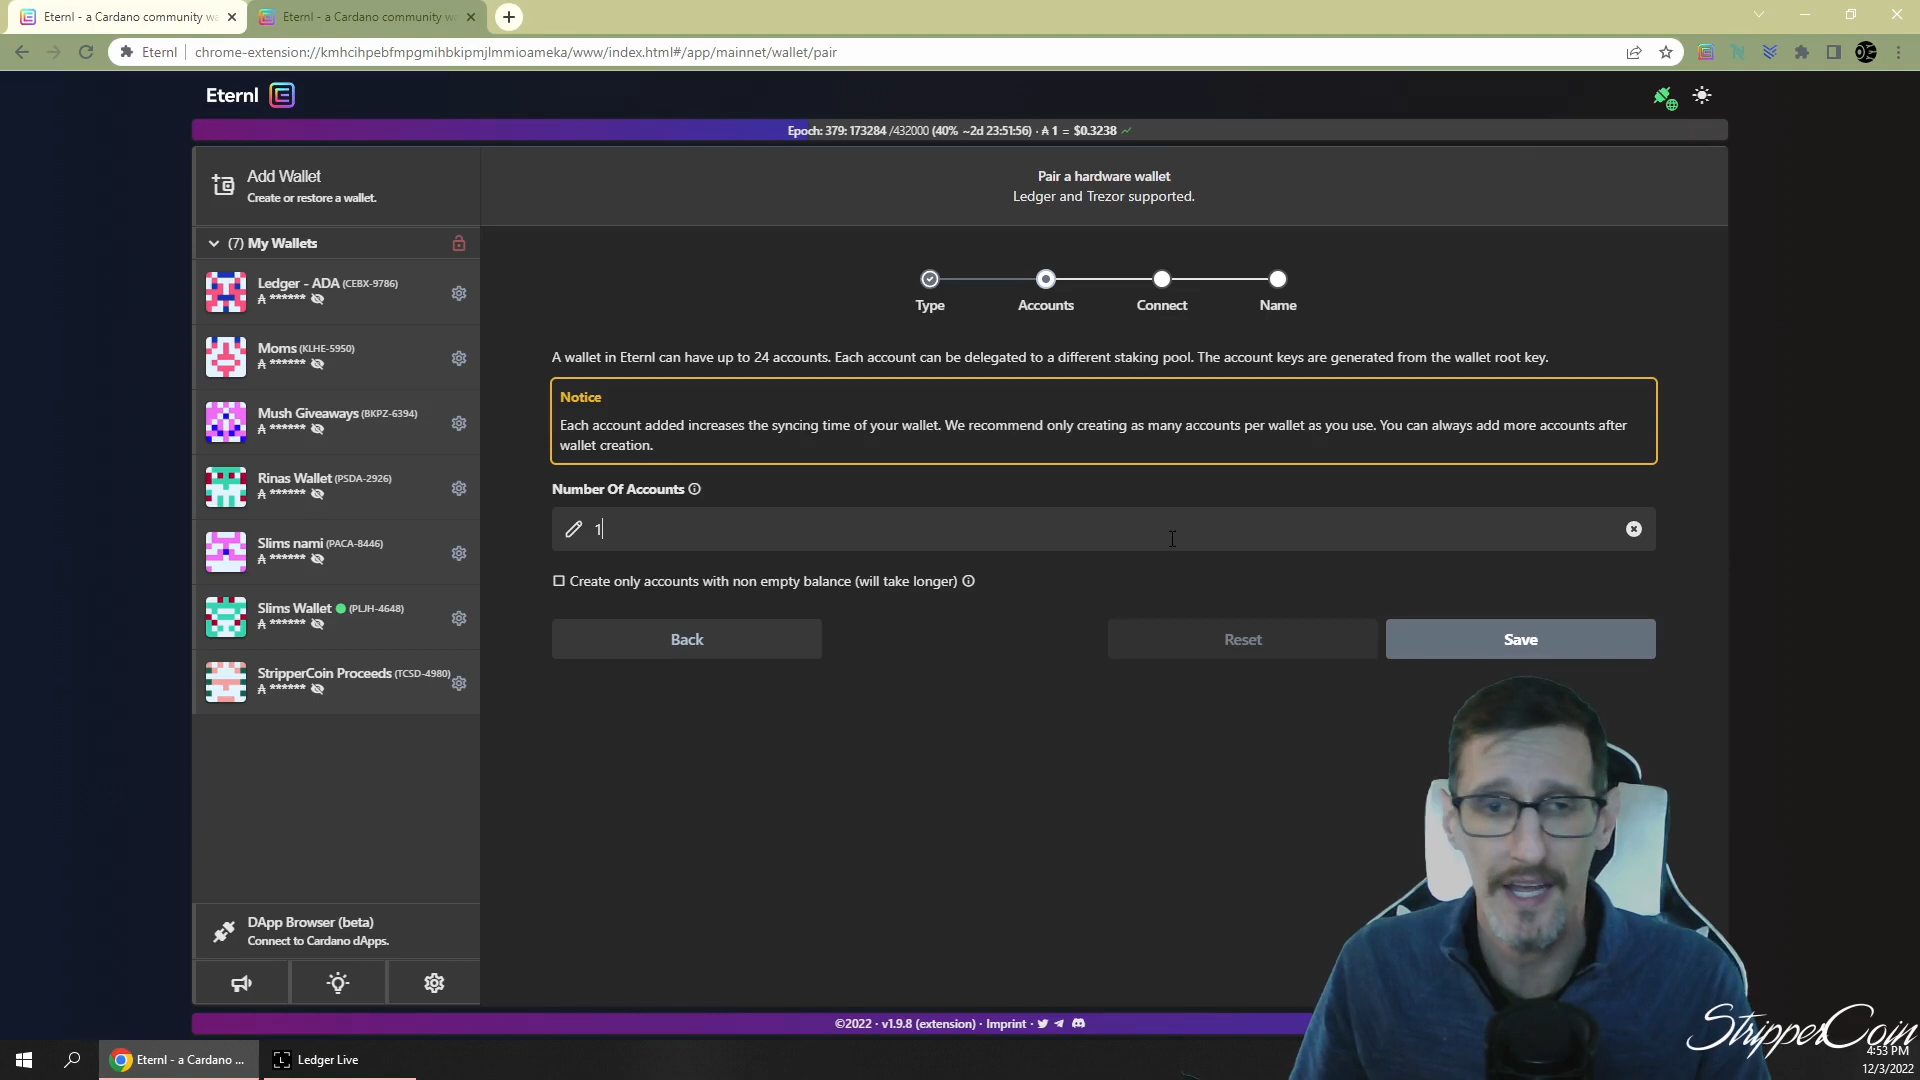 Eternl - a Cardano community wa
Eternl - a Cardano community wa
Eternl
chrome-extension://kmhcihpebfmpgmihbkipmjlmmioameka/www/index.html#/app/mainnet/wallet/pair
Eternl
Epoch: 379: 173284 /432000 (40% ~2d 23:51:56) · ₳ 1 = $0.3238
Add Wallet
Create or restore a wallet.
Pair a hardware wallet
Ledger and Trezor supported.
(7) My Wallets
Ledger - ADA (CEBX-9786)
₳ ******
Moms (KLHE-5950)
₳ ******
Mush Giveaways (BKPZ-6394)
₳ ******
Rinas Wallet (PSDA-2926)
₳ ******
Slims nami (PACA-8446)
₳ ******
Slims Wallet (PLJH-4648)
₳ ******
StripperCoin Proceeds (TCSD-4980)
₳ ******
Type
Accounts
Connect
Name
A wallet in Eternl can have up to 24 accounts. Each account can be delegated to a different staking pool. The account keys are generated from the wallet root key.
Notice
Each account added increases the syncing time of your wallet. We recommend only creating as many accounts per wallet as you use. You can always add more accounts after
wallet creation.
Number Of Accounts
1
Create only accounts with non empty balance (will take longer)
Back
Reset
Save
DApp Browser (beta)
Connect to Cardano dApps.
©2022 · v1.9.8 (extension) · Imprint ·
StripperCoin
Eternl - a Cardano ...
Ledger Live
4:53 PM
12/3/2022